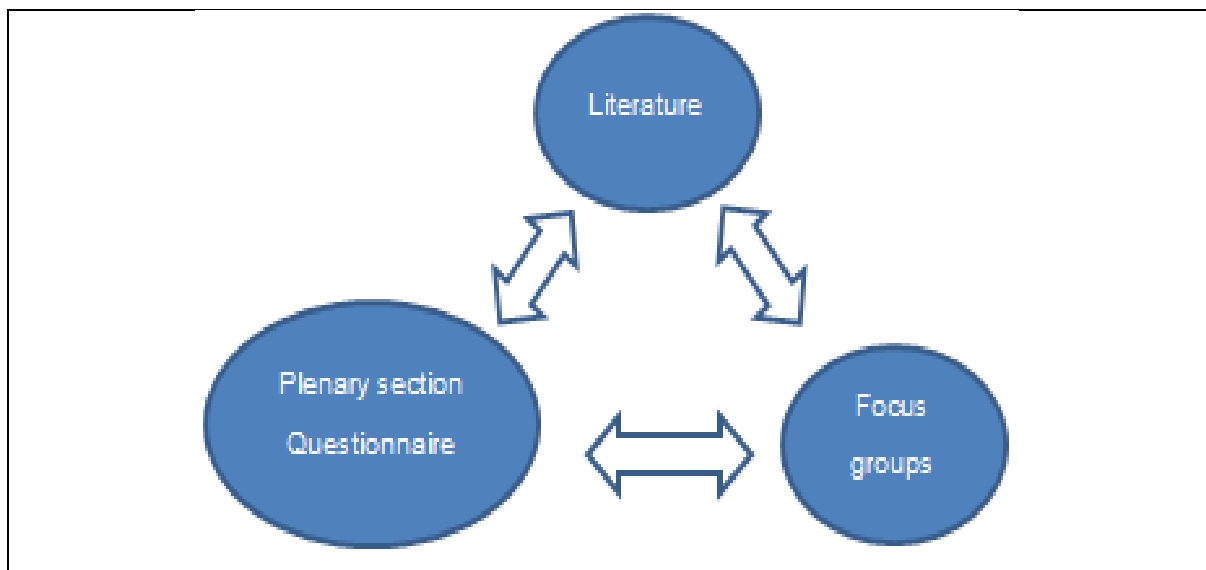 Literature
Plenary section
Questionnaire
Focus
groups